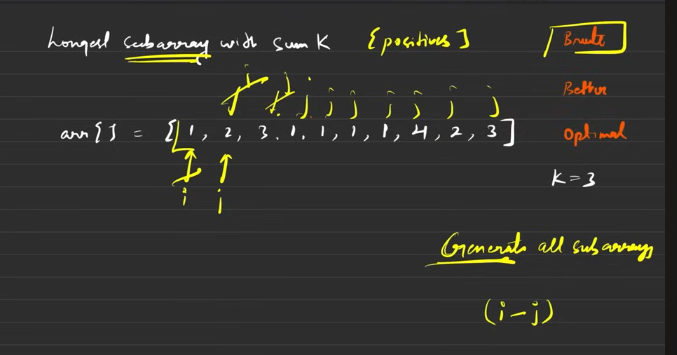 Longest subarray with sum K [positives] Brute
Better
j j j j j j j j
arr[] = [1, 2, 3, 1, 1, 1, 1, 4, 2, 3] Optimal
K = 3
i i
Generate all subarrays
(i-j)